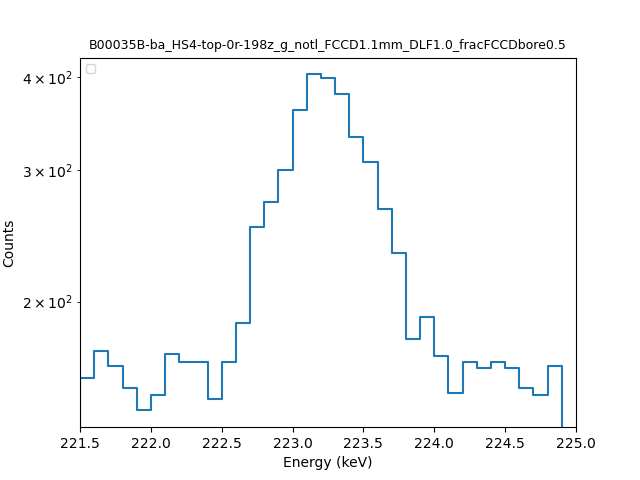 B00035B-ba_HS4-top-0r-198z_g_notl_FCCD1.1mm_DLF1.0_fracFCCDbore0.5
4 × 10²
3 × 10²
2 × 10²
Counts
221.5 222.0 222.5 223.0 223.5 224.0 224.5 225.0
Energy (keV)